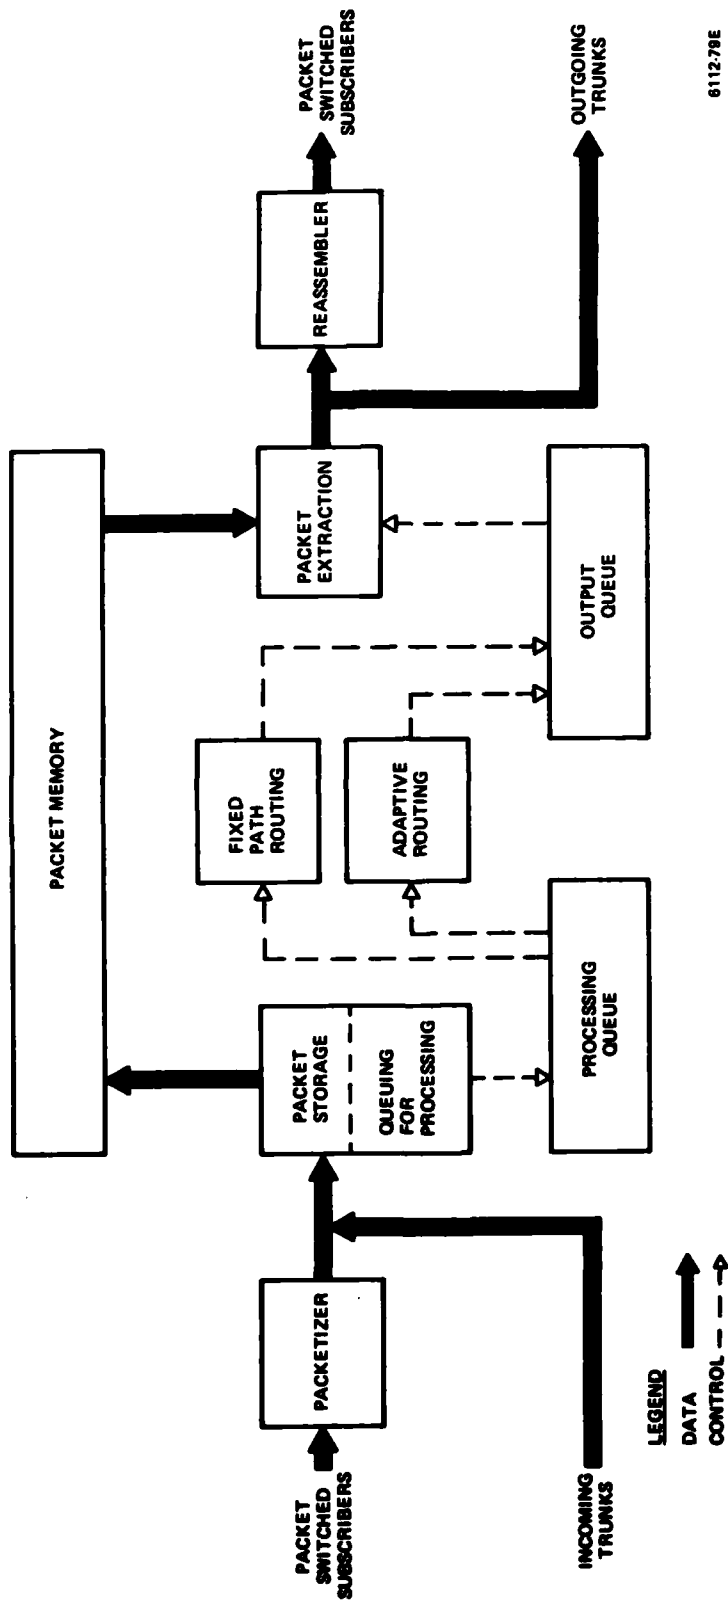 PACKET MEMORY
PACKET
SWITCHED
SUBSCRIBERS
PACKETIZER
PACKET
STORAGE
QUEUING
FOR
PROCESSING
FIXED
PATH
ROUTING
ADAPTIVE
ROUTING
PACKET
EXTRACTION
REASSEMBLER
PACKET
SWITCHED
SUBSCRIBERS
INCOMING
TRUNKS
PROCESSING
QUEUE
OUTPUT
QUEUE
OUTGOING
TRUNKS
LEGEND
DATA
CONTROL
6112-79E